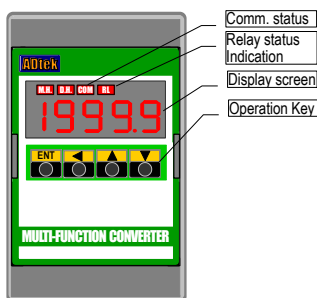 Comm. status
Relay status
Indication
Display screen
Operation Key
ADtek
M.H. D.H. COM RL
1999.9
ENT
MULTI-FUNCTION CONVERTER